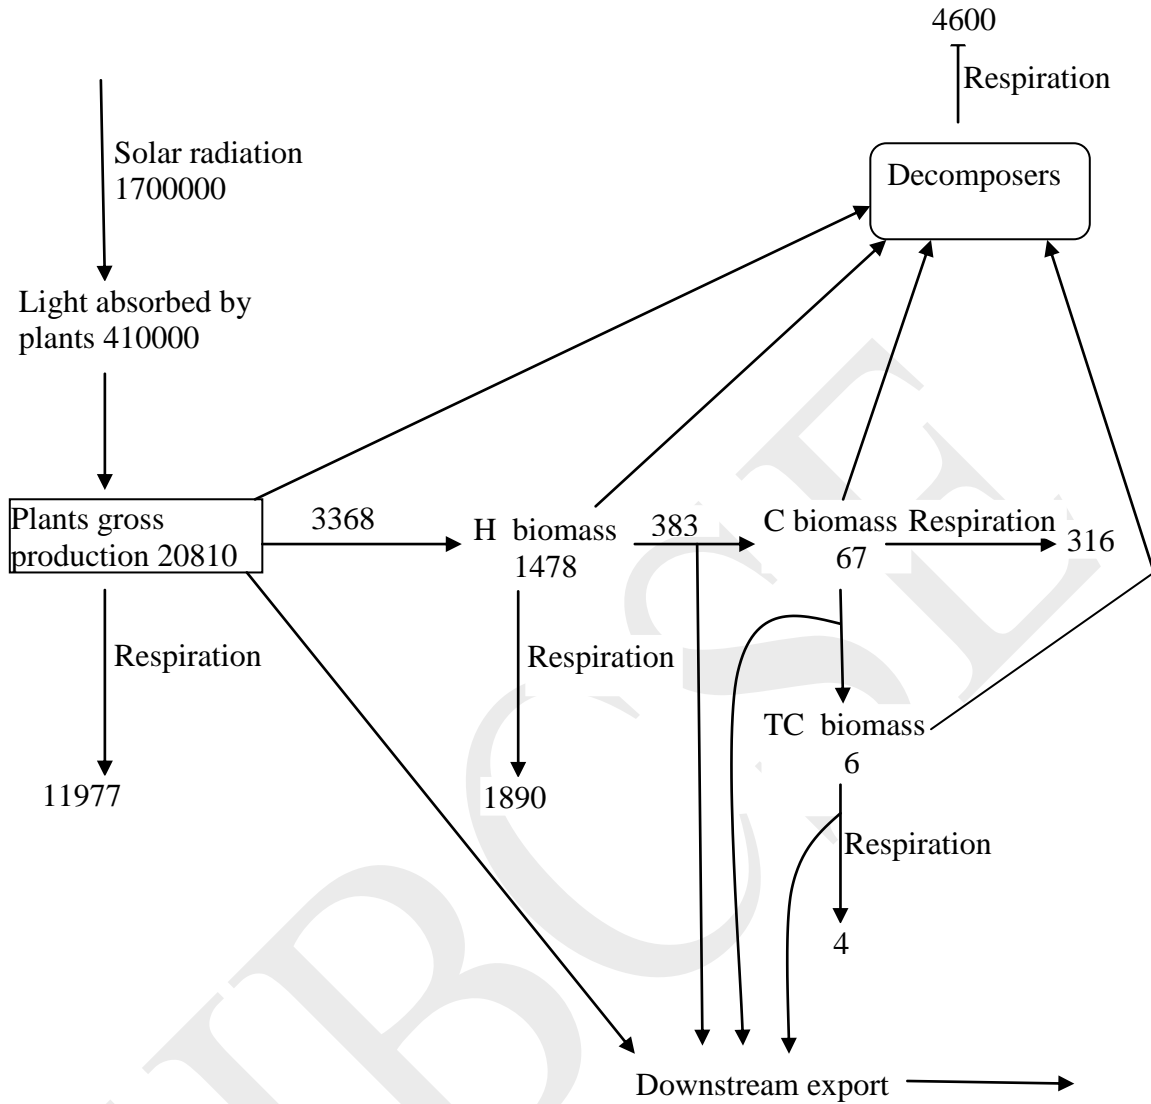 4600
Respiration
Solar radiation
1700000
Decomposers
Light absorbed by
plants 410000
Plants gross
production 20810
3368
H biomass
1478
383
C biomass
67
Respiration
316
Respiration
Respiration
TC biomass
6
11977
1890
Respiration
4
Downstream export
HBCSE